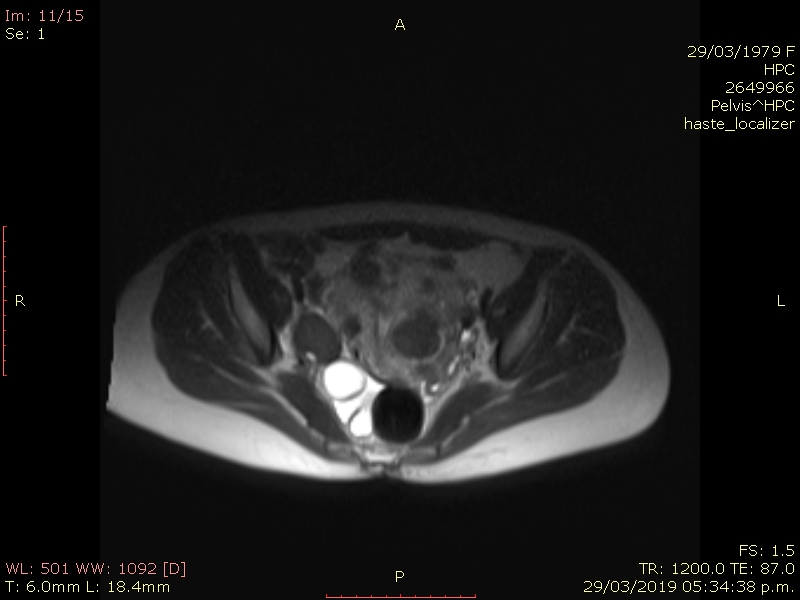 Im: 11/15
Se: 1
A
29/03/1979 F
HPC
2649966
Pelvis^HPC
haste_localizer
R
L
WL: 501 WW: 1092 [D]
T: 6.0mm L: 18.4mm
P
FS: 1.5
TR: 1200.0 TE: 87.0
29/03/2019 05:34:38 p.m.